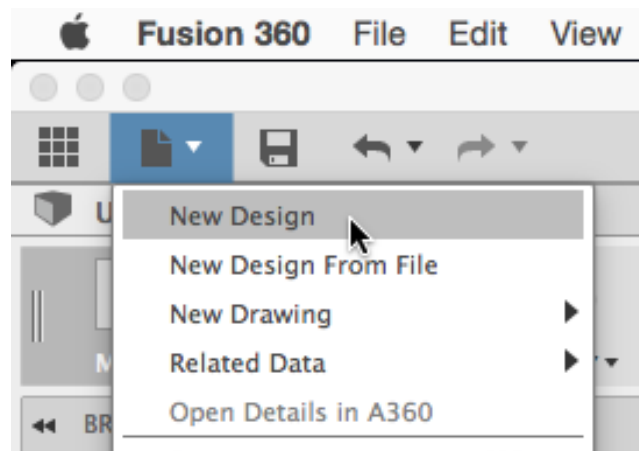 Fusion 360 File Edit View
U
New Design
New Design From File
New Drawing
M
Related Data
Open Details in A360
BR